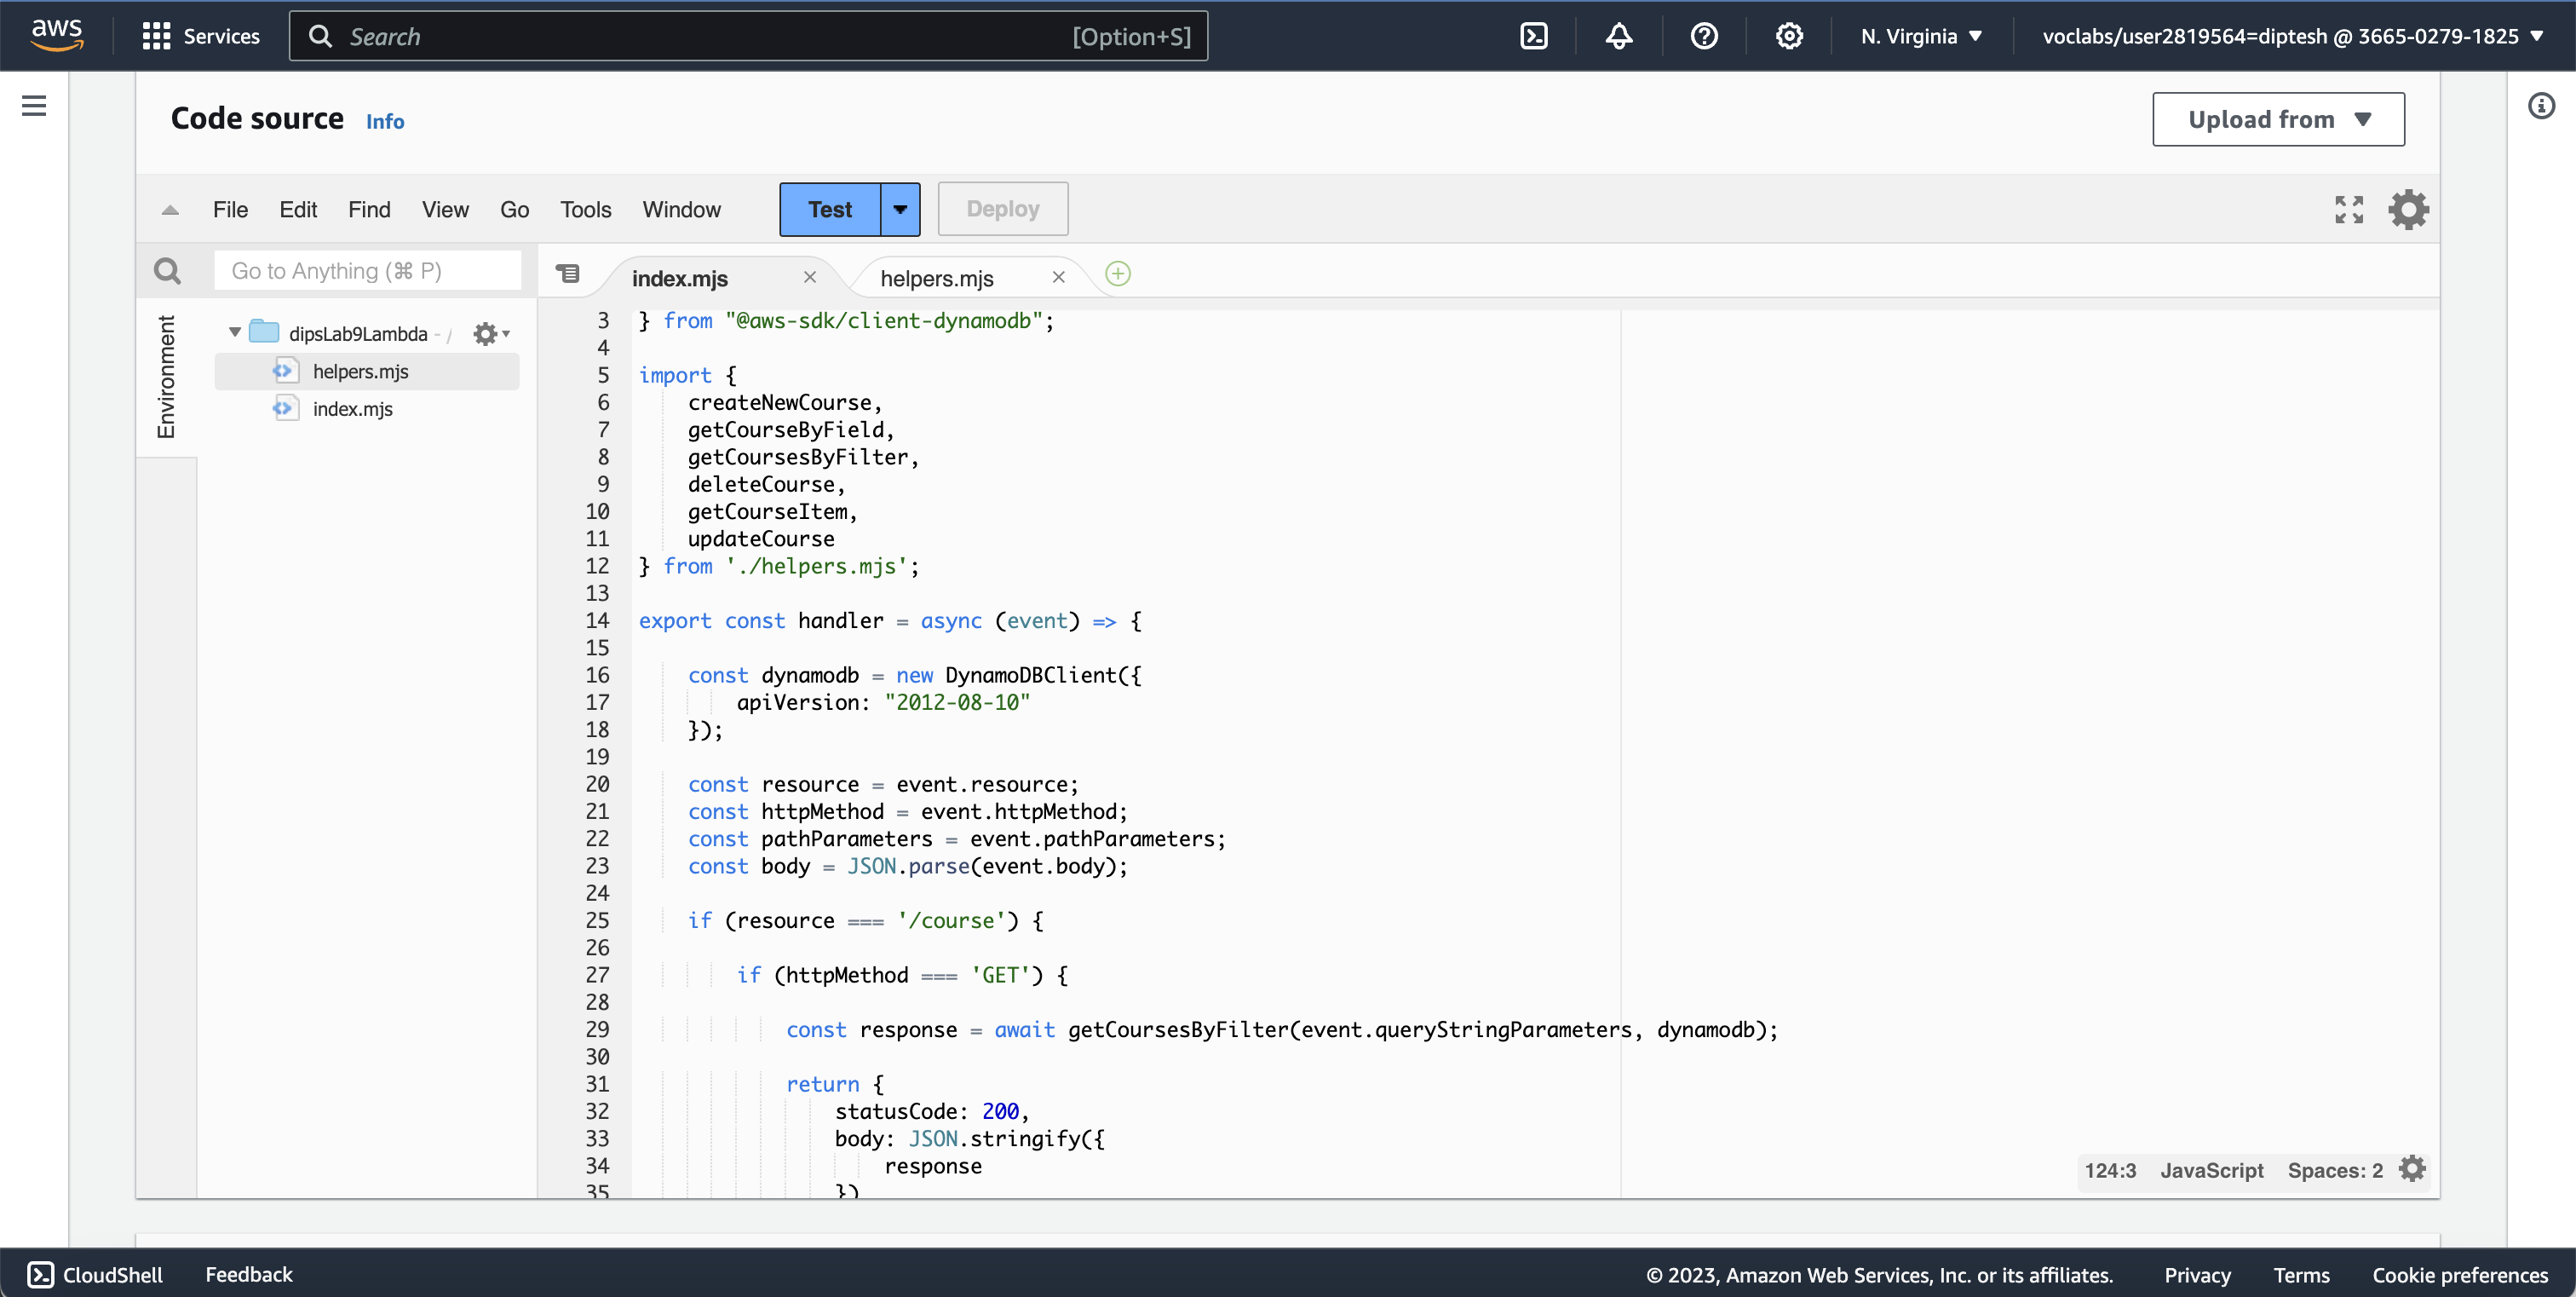 aws Services Search [Option+S] N. Virginia voclabs/user2819564=diptesh @ 3665-0279-1825
Code source Info Upload from
File Edit Find View Go Tools Window Test Deploy
Go to Anything (⌘ P)
index.mjs helpers.mjs
Environment
dipsLab9Lambda - /
helpers.mjs
index.mjs
3 } from "@aws-sdk/client-dynamodb";
4
5 import {
6 createNewCourse,
7 getCourseByField,
8 getCoursesByFilter,
9 deleteCourse,
10 getCourseItem,
11 updateCourse
12 } from './helpers.mjs';
13
14 export const handler = async (event) => {
15
16 const dynamodb = new DynamoDBClient({
17 apiVersion: "2012-08-10"
18 });
19
20 const resource = event.resource;
21 const httpMethod = event.httpMethod;
22 const pathParameters = event.pathParameters;
23 const body = JSON.parse(event.body);
24
25 if (resource === '/course') {
26
27 if (httpMethod === 'GET') {
28
29 const response = await getCoursesByFilter(event.queryStringParameters, dynamodb);
30
31 return {
32 statusCode: 200,
33 body: JSON.stringify({
34 response
35 })
124:3 JavaScript Spaces: 2
CloudShell Feedback © 2023, Amazon Web Services, Inc. or its affiliates. Privacy Terms Cookie preferences